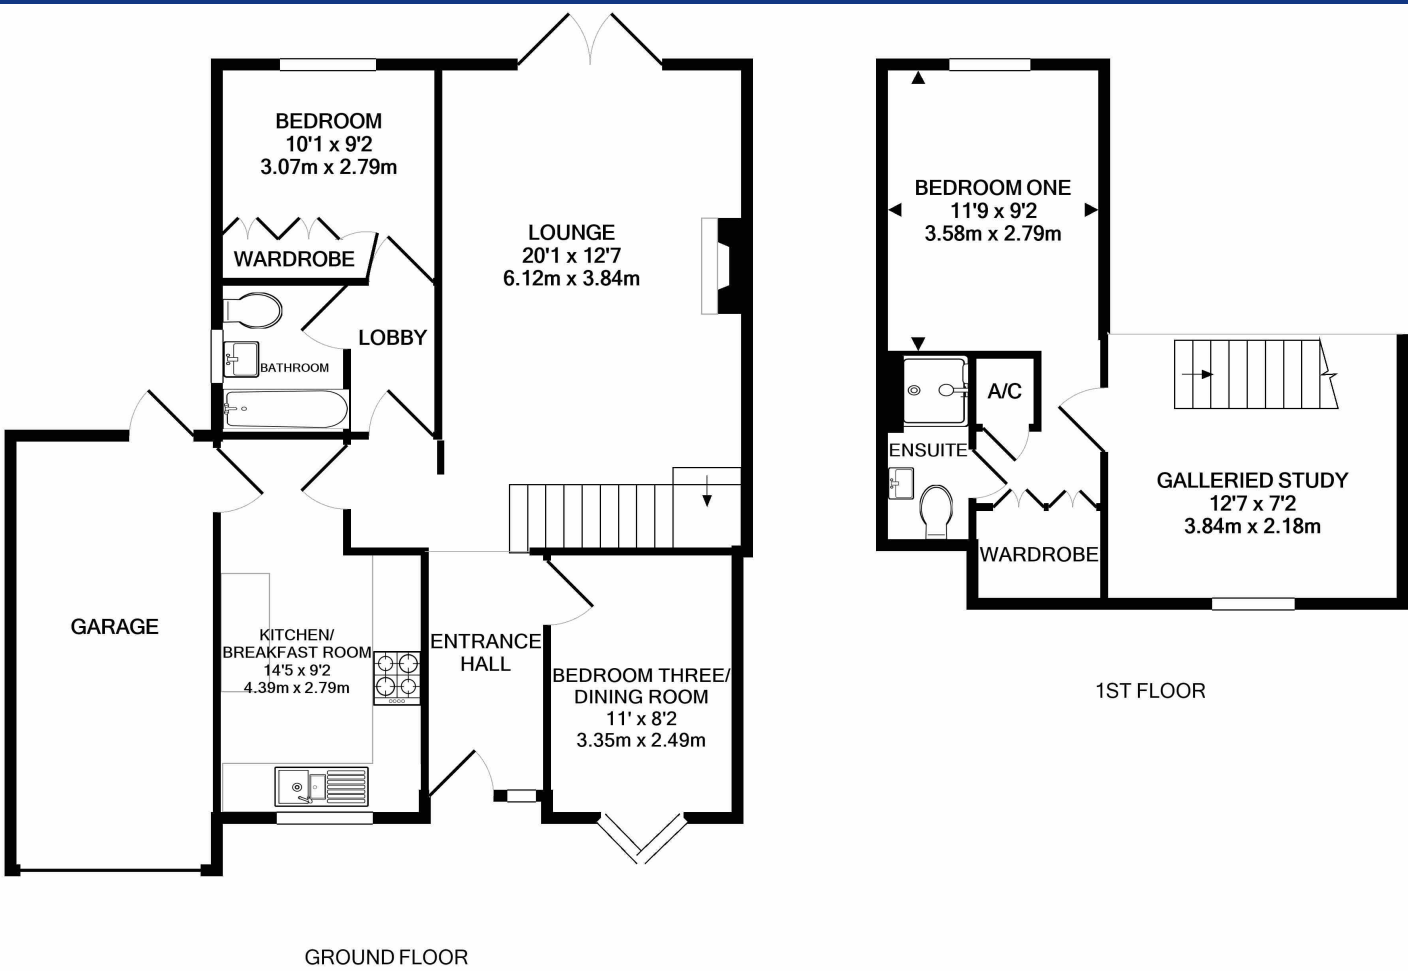 BEDROOM
10'1 x 9'2
3.07m x 2.79m
WARDROBE
LOUNGE
20'1 x 12'7
6.12m x 3.84m
LOBBY
BATHROOM
GARAGE
KITCHEN/
BREAKFAST ROOM
14'5 x 9'2
4.39m x 2.79m
ENTRANCE
HALL
BEDROOM THREE/
DINING ROOM
11' x 8'2
3.35m x 2.49m
GROUND FLOOR
BEDROOM ONE
11'9 x 9'2
3.58m x 2.79m
A/C
ENSUITE
WARDROBE
GALLERIED STUDY
12'7 x 7'2
3.84m x 2.18m
1ST FLOOR